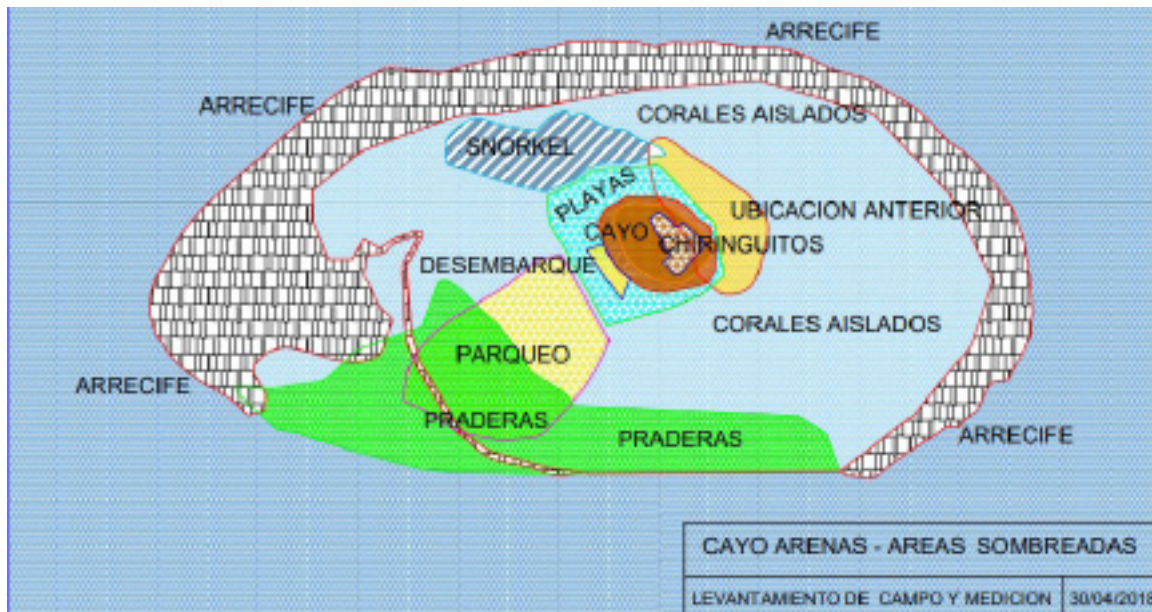 ARRECIFE
ARRECIFE
CORALES AISLADOS
SNORKEL
PLAYAS
UBICACION ANTERIOR
CAYO
CHIRINGUITOS
DESEMBARQUE
CORALES AISLADOS
PARQUEO
ARRECIFE
PRADERAS
PRADERAS
ARRECIFE
CAYO ARENAS - AREAS SOMBREADAS
LEVANTAMIENTO DE CAMPO Y MEDICION 30/04/2018